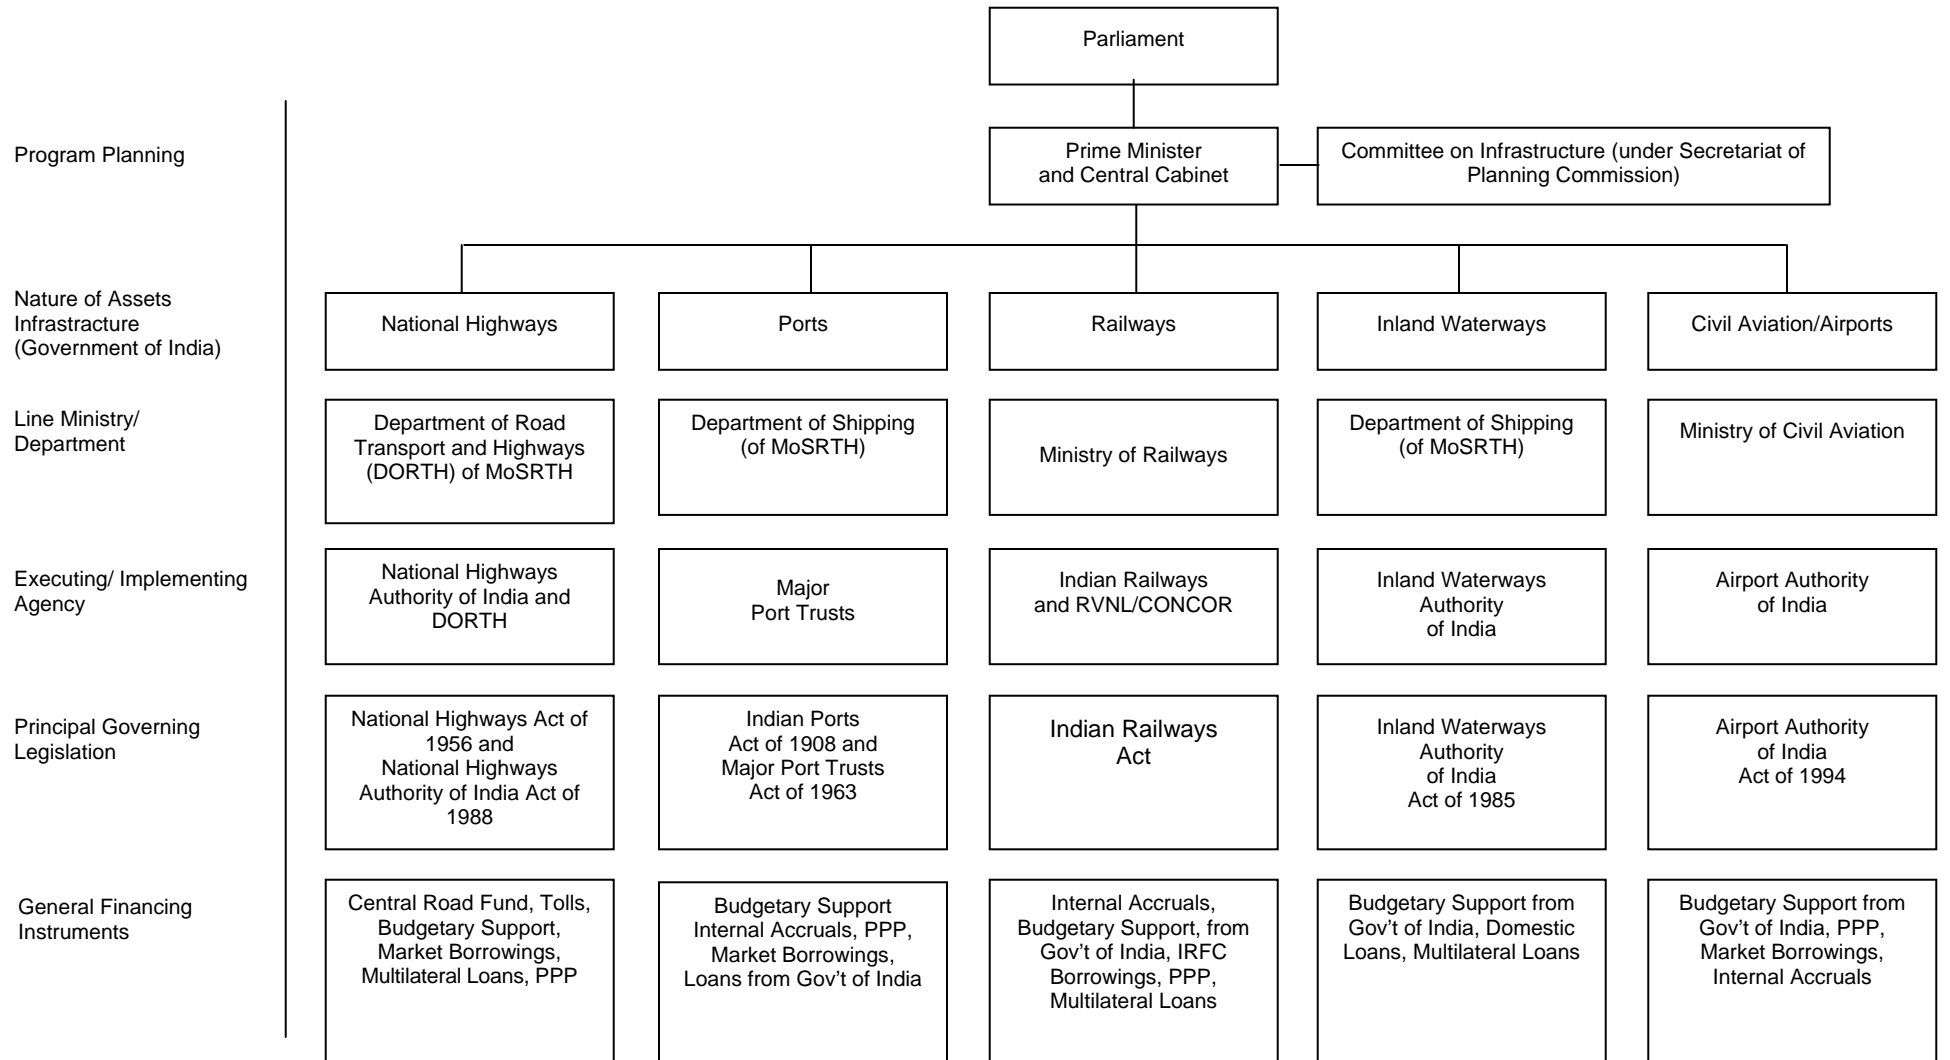 Parliament
Program Planning
Prime Minister
and Central Cabinet
Committee on Infrastructure (under Secretariat of
Planning Commission)
Nature of Assets
Infrastracture
(Government of India)
National Highways
Ports
Railways
Inland Waterways
Civil Aviation/Airports
Line Ministry/
Department
Department of Road
Transport and Highways
(DORTH) of MoSRTH
Department of Shipping
(of MoSRTH)
Ministry of Railways
Department of Shipping
(of MoSRTH)
Ministry of Civil Aviation
Executing/ Implementing
Agency
National Highways
Authority of India and
DORTH
Major
Port Trusts
Indian Railways
and RVNL/CONCOR
Inland Waterways
Authority
of India
Airport Authority
of India
Principal Governing
Legislation
National Highways Act of
1956 and
National Highways
Authority of India Act of
1988
Indian Ports
Act of 1908 and
Major Port Trusts
Act of 1963
Indian Railways
Act
Inland Waterways
Authority
of India
Act of 1985
Airport Authority
of India
Act of 1994
General Financing
Instruments
Central Road Fund, Tolls,
Budgetary Support,
Market Borrowings,
Multilateral Loans, PPP
Budgetary Support
Internal Accruals, PPP,
Market Borrowings,
Loans from Gov’t of India
Internal Accruals,
Budgetary Support, from
Gov’t of India, IRFC
Borrowings, PPP,
Multilateral Loans
Budgetary Support from
Gov’t of India, Domestic
Loans, Multilateral Loans
Budgetary Support from
Gov’t of India, PPP,
Market Borrowings,
Internal Accruals